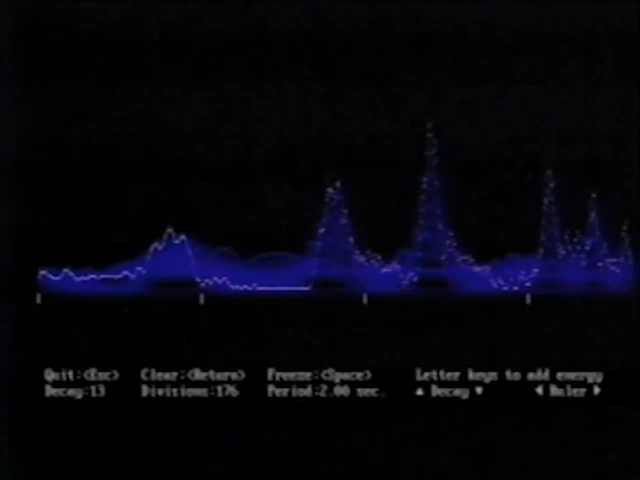 Quit:<Esc> Clear:<Return> Freeze:<Space> Letter keys to add energy
Decay:13 Divisions:176 Period:2.00 sec. ▲ Decay ▼ ◀ Ruler ▶